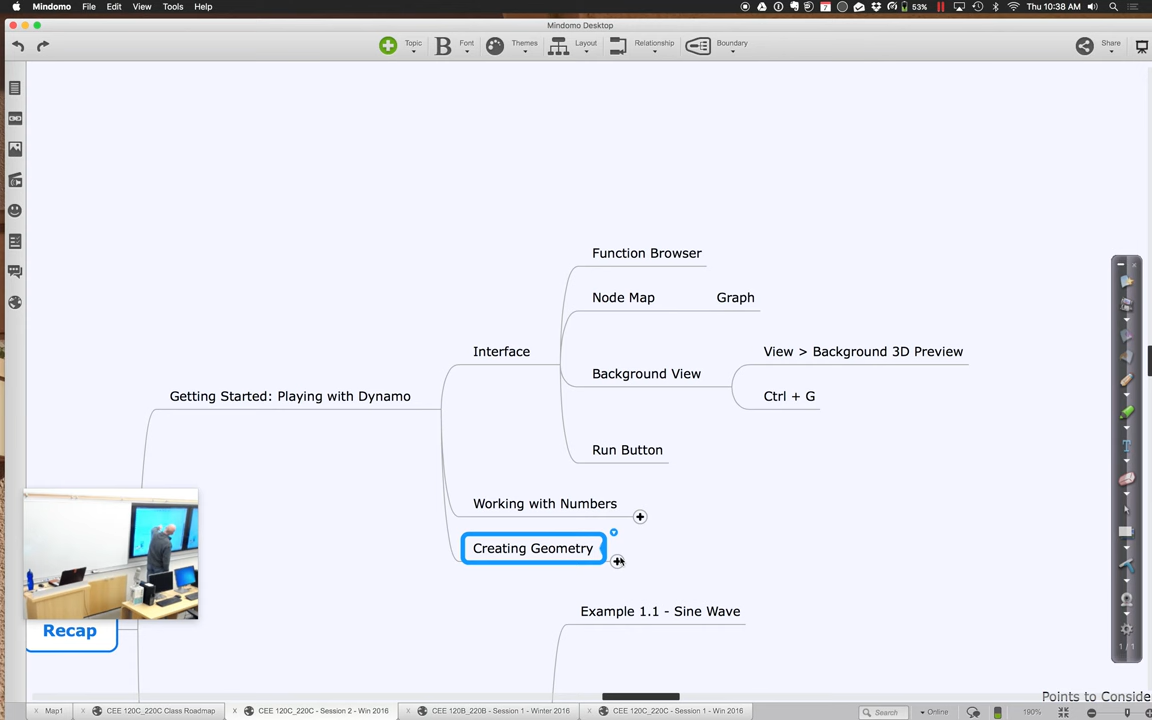 Mindomo File Edit View Tools Help
53% Thu 10:38 AM
Mindomo Desktop
Topic Font Themes Layout Relationship Boundary Share
Function Browser
Node Map Graph
Interface
View > Background 3D Preview
Background View
Getting Started: Playing with Dynamo
Ctrl + G
Run Button
Working with Numbers
Creating Geometry
Example 1.1 - Sine Wave
Recap
1 / 1
Points to Conside
Map1 CEE 120C_220C Class Roadmap CEE 120C_220C - Session 2 - Win 2016 CEE 120B_220B - Session 1 - Winter 2016 CEE 120C_220C - Session 1 - Win 2016 Search Online 190%